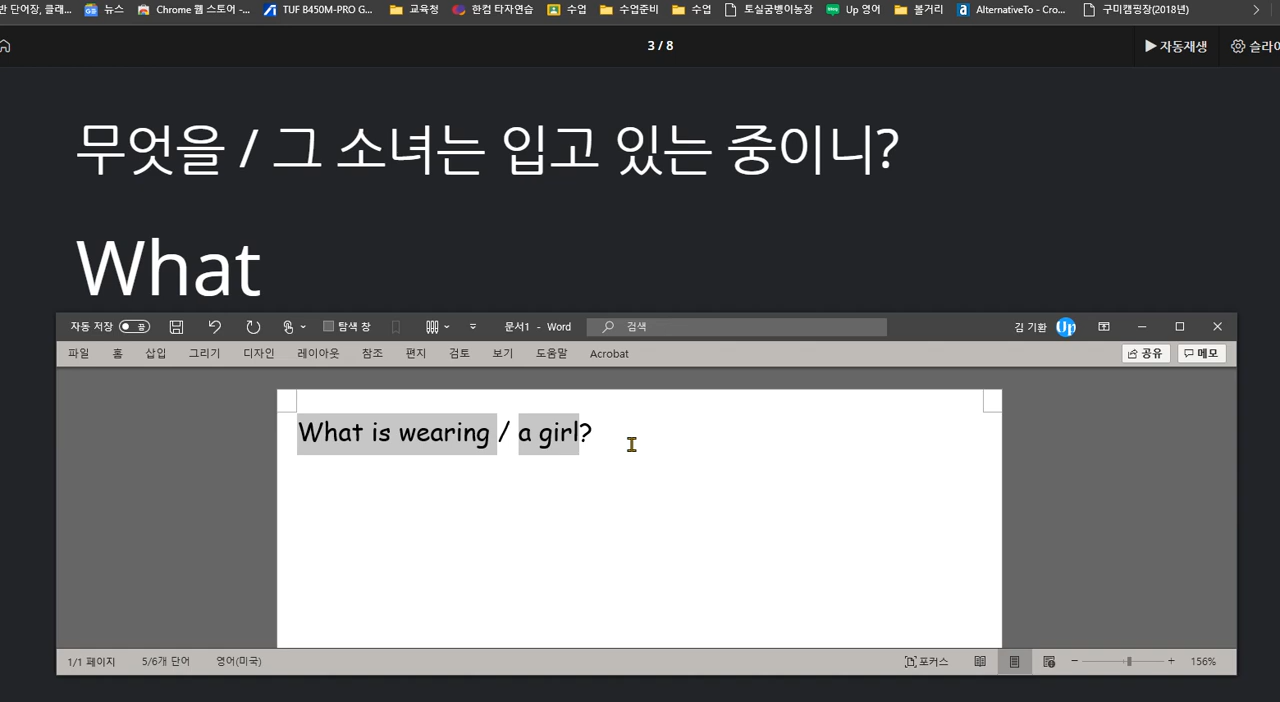 반 단어장, 클래... 뉴스 Chrome 웹 스토어 -... TUF B450M-PRO G... 교육청 한컴 타자연습 수업 수업준비 수업 토실굼벵이농장 Up 영어 볼거리 AlternativeTo - Cro... 구미캠핑장(2018년)
3 / 8 자동재생 슬라이
무엇을 / 그 소녀는 입고 있는 중이니?
What
자동 저장 끔 탐색 창 문서1 - Word 검색 김 기환 Up
파일 홈 삽입 그리기 디자인 레이아웃 참조 편지 검토 보기 도움말 Acrobat 공유 메모
What is wearing / a girl?
1/1 페이지 5/6개 단어 영어(미국) 포커스 156%